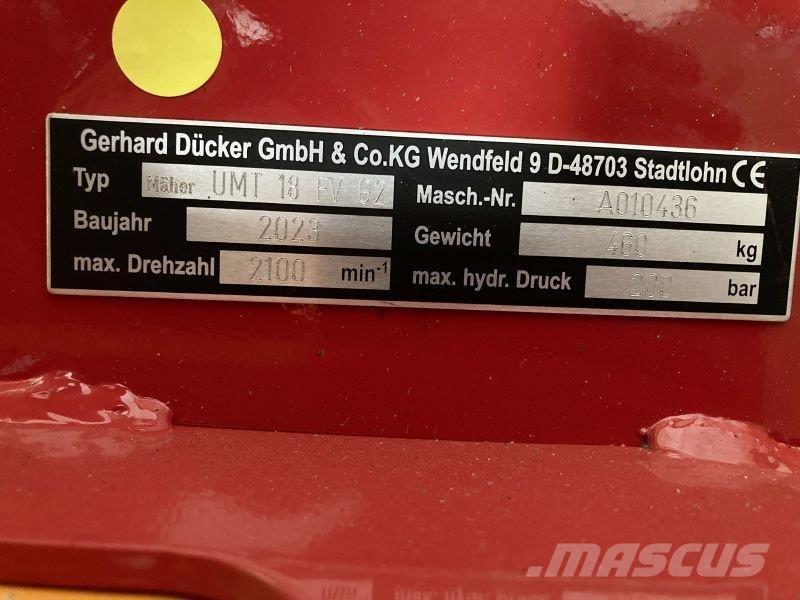 Gerhard Dücker GmbH & Co.KG Wendfeld 9 D-48703 Stadtlohn CE
Typ Mäher UMT 18 FV G2 Masch.-Nr. A010436
Baujahr 2023 Gewicht 460 kg
max. Drehzahl 2100 min-1 max. hydr. Druck 200 bar
MASCUS